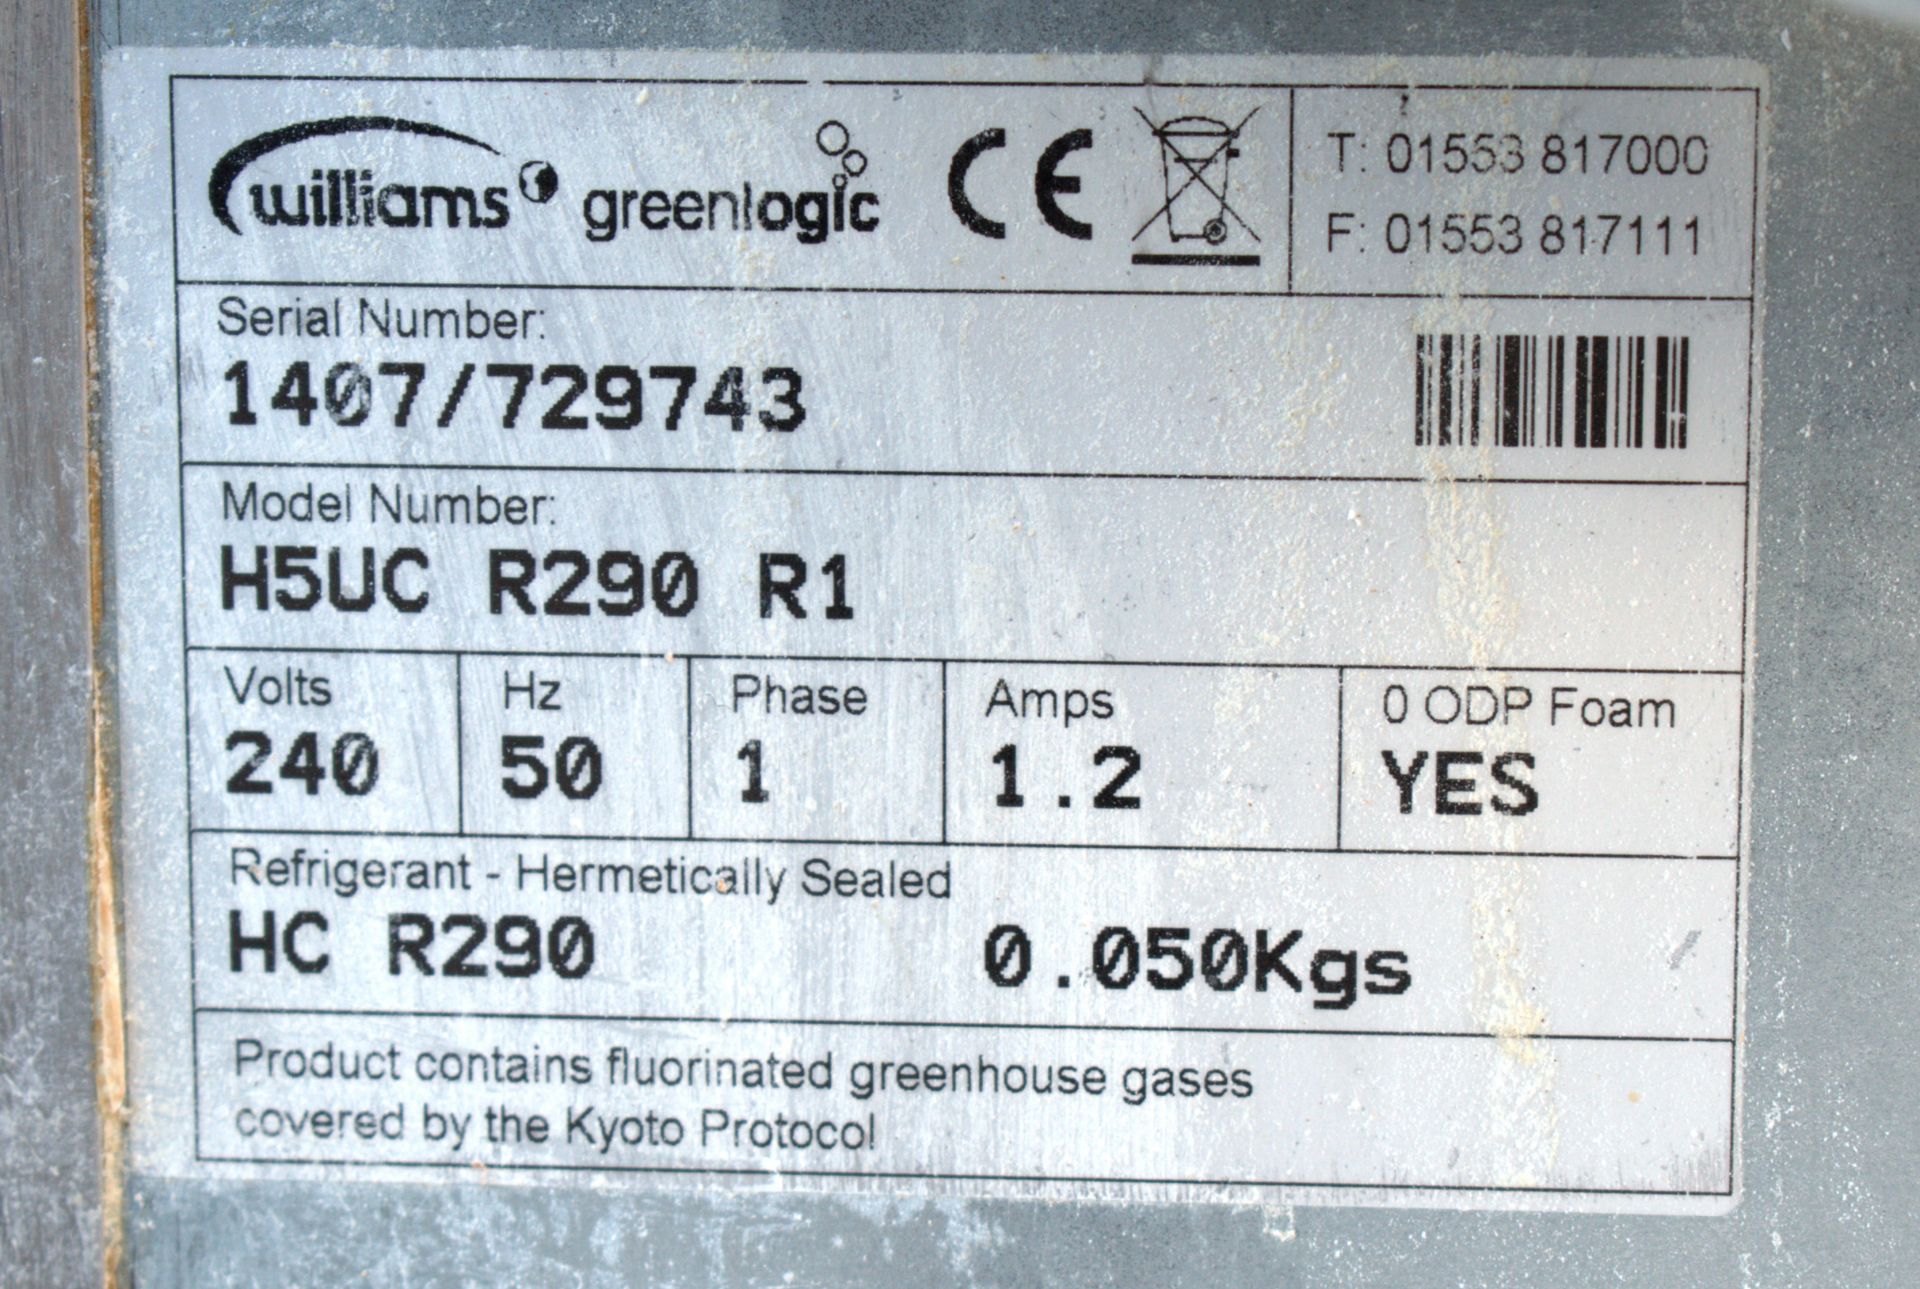 williams greenlogic CE T: 01553 817000
F: 01553 817111
Serial Number:
1407/729743
Model Number:
H5UC R290 R1
Volts Hz Phase Amps 0 ODP Foam
240 50 1 1.2 YES
Refrigerant - Hermetically Sealed
HC R290 0.050Kgs
Product contains fluorinated greenhouse gases
covered by the Kyoto Protocol